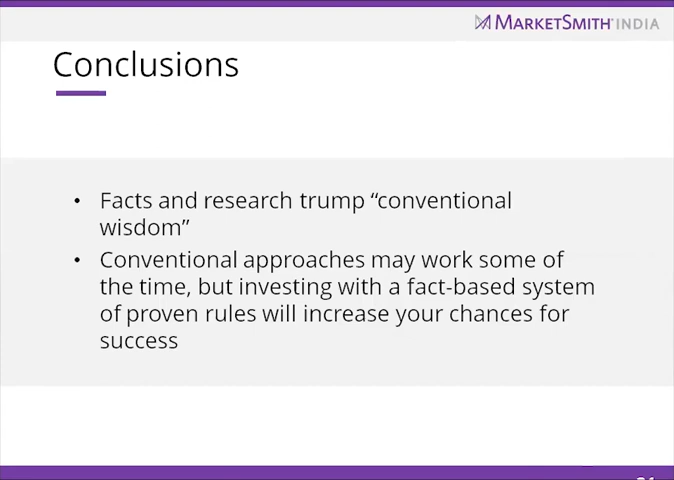 MARKETSMITH INDIA
Conclusions
• Facts and research trump “conventional
wisdom”
• Conventional approaches may work some of
the time, but investing with a fact-based system
of proven rules will increase your chances for
success